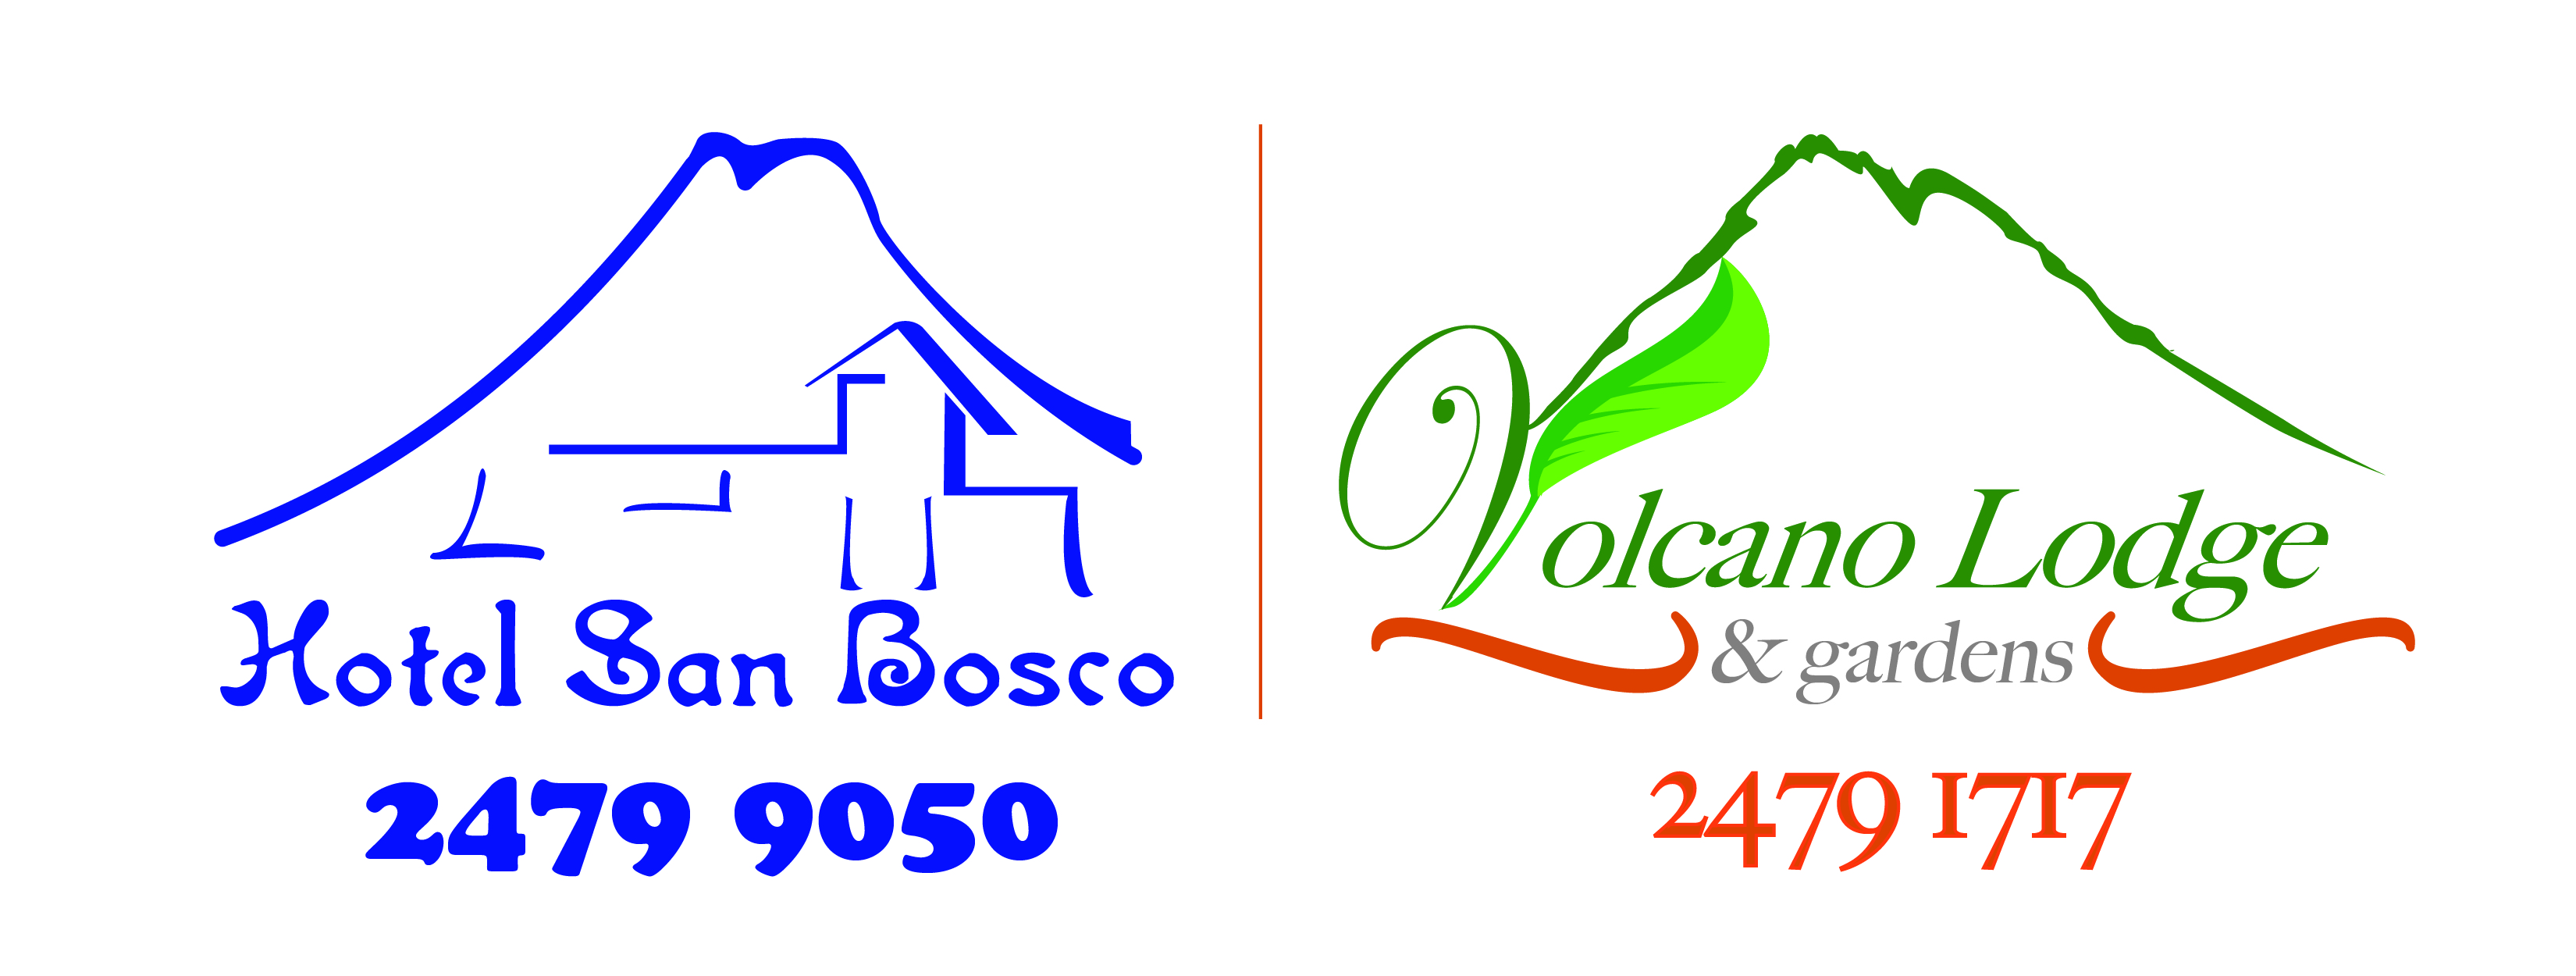 Hotel San Bosco
2479 9050
Volcano Lodge
& gardens
2479 1717